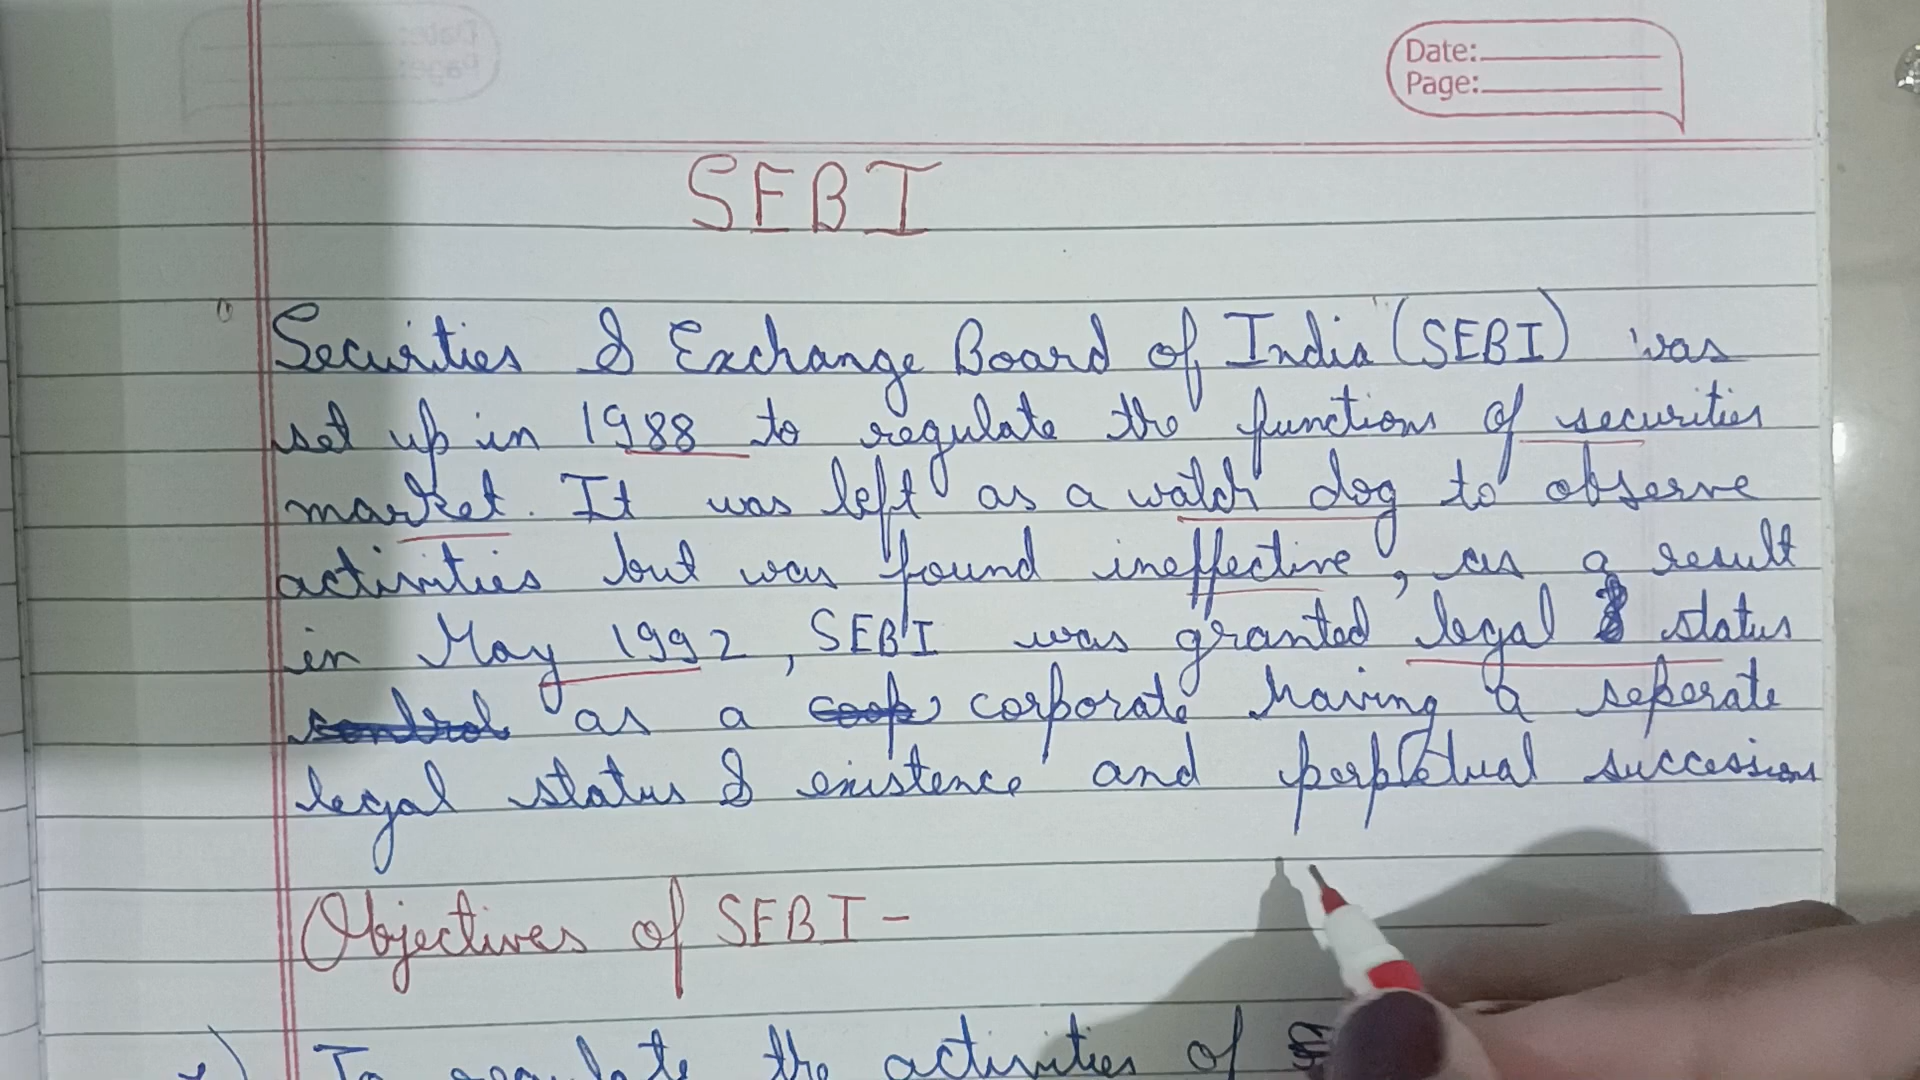 Date:
Page:
SEBI
Securities & Exchange Board of India (SEBI) was
set up in 1988 to regulate the functions of securities
market. It was left as a watch dog to observe
activities but was found ineffective, as a result
in May 1992, SEBI was granted legal status
as a corporate having a seperate
legal status & existence and perpetual succession
Objectives of SEBI -
To regulate the activities of